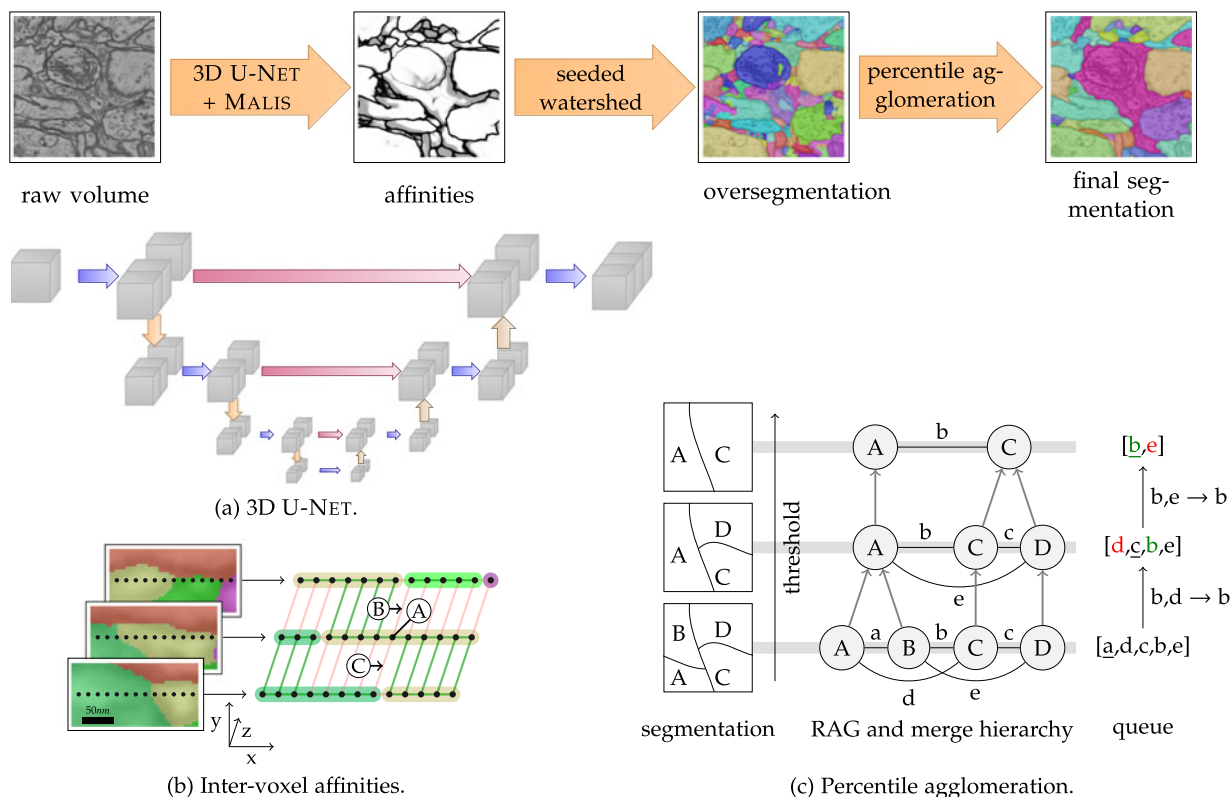 3D U-NET
+ MALIS
seeded
watershed
percentile ag-
glomeration
raw volume
affinities
oversegmentation
final seg-
mentation
(a) 3D U-NET.
50nm
B
A
C
y
z
x
(b) Inter-voxel affinities.
A C
A D C
B D A C
threshold
A b C
[b,e]
b,e → b
A b C c D
e
[d,c,b,e]
b,d → b
A a B b C c D
d e
[a,d,c,b,e]
segmentation
RAG and merge hierarchy
queue
(c) Percentile agglomeration.